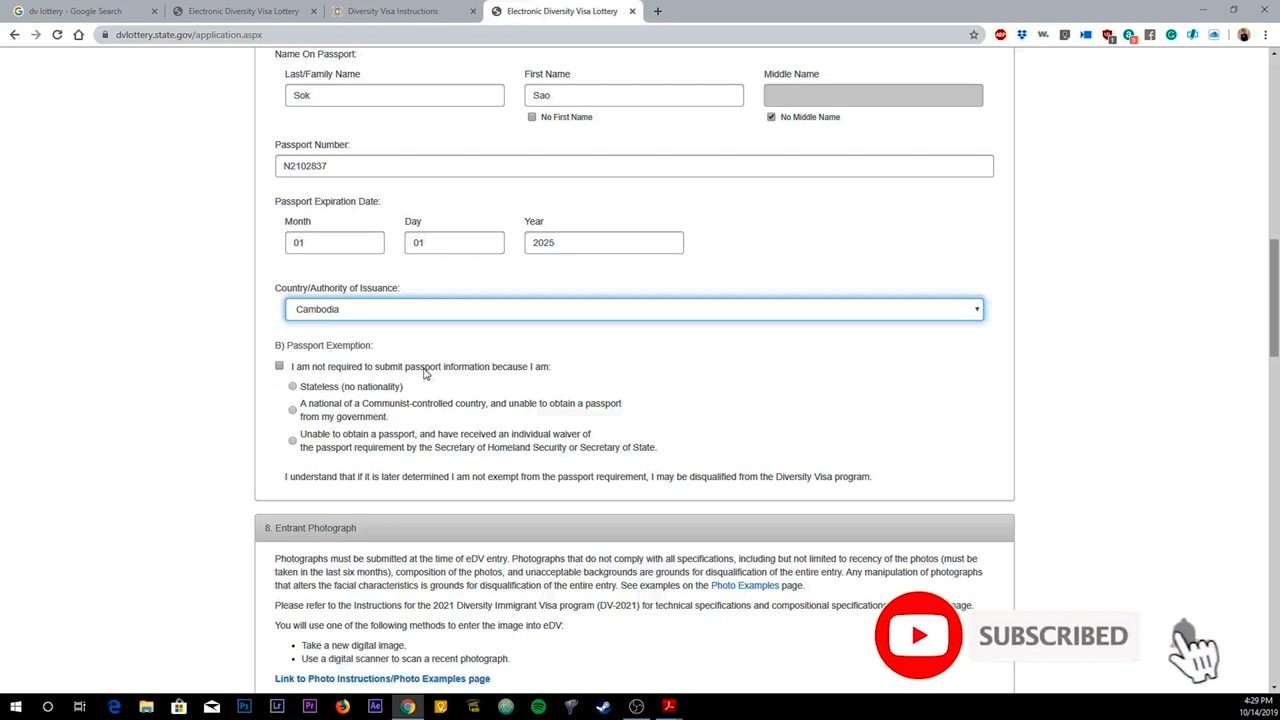 dv lottery - Google Search
Electronic Diversity Visa Lottery
Diversity Visa Instructions
Electronic Diversity Visa Lottery
dvlottery.state.gov/application.aspx
Name On Passport:
Last/Family Name First Name Middle Name
Sok Sao
No First Name No Middle Name
Passport Number:
N2102837
Passport Expiration Date:
Month Day Year
01 01 2025
Country/Authority of Issuance:
Cambodia
B) Passport Exemption:
I am not required to submit passport information because I am:
Stateless (no nationality)
A national of a Communist-controlled country, and unable to obtain a passport
from my government.
Unable to obtain a passport, and have received an individual waiver of
the passport requirement by the Secretary of Homeland Security or Secretary of State.
I understand that if it is later determined I am not exempt from the passport requirement, I may be disqualified from the Diversity Visa program.
8. Entrant Photograph
Photographs must be submitted at the time of eDV entry. Photographs that do not comply with all specifications, including but not limited to recency of the photos (must be
taken in the last six months), composition of the photos, and unacceptable backgrounds are grounds for disqualification of the entire entry. Any manipulation of photographs
that alters the facial characteristics is grounds for disqualification of the entire entry. See examples on the Photo Examples page.
Please refer to the Instructions for the 2021 Diversity Immigrant Visa program (DV-2021) for technical specifications and compositional specifications page.
You will use one of the following methods to enter the image into eDV:
Take a new digital image.
Use a digital scanner to scan a recent photograph.
Link to Photo Instructions/Photo Examples page
SUBSCRIBED
4:29 PM
10/14/2019